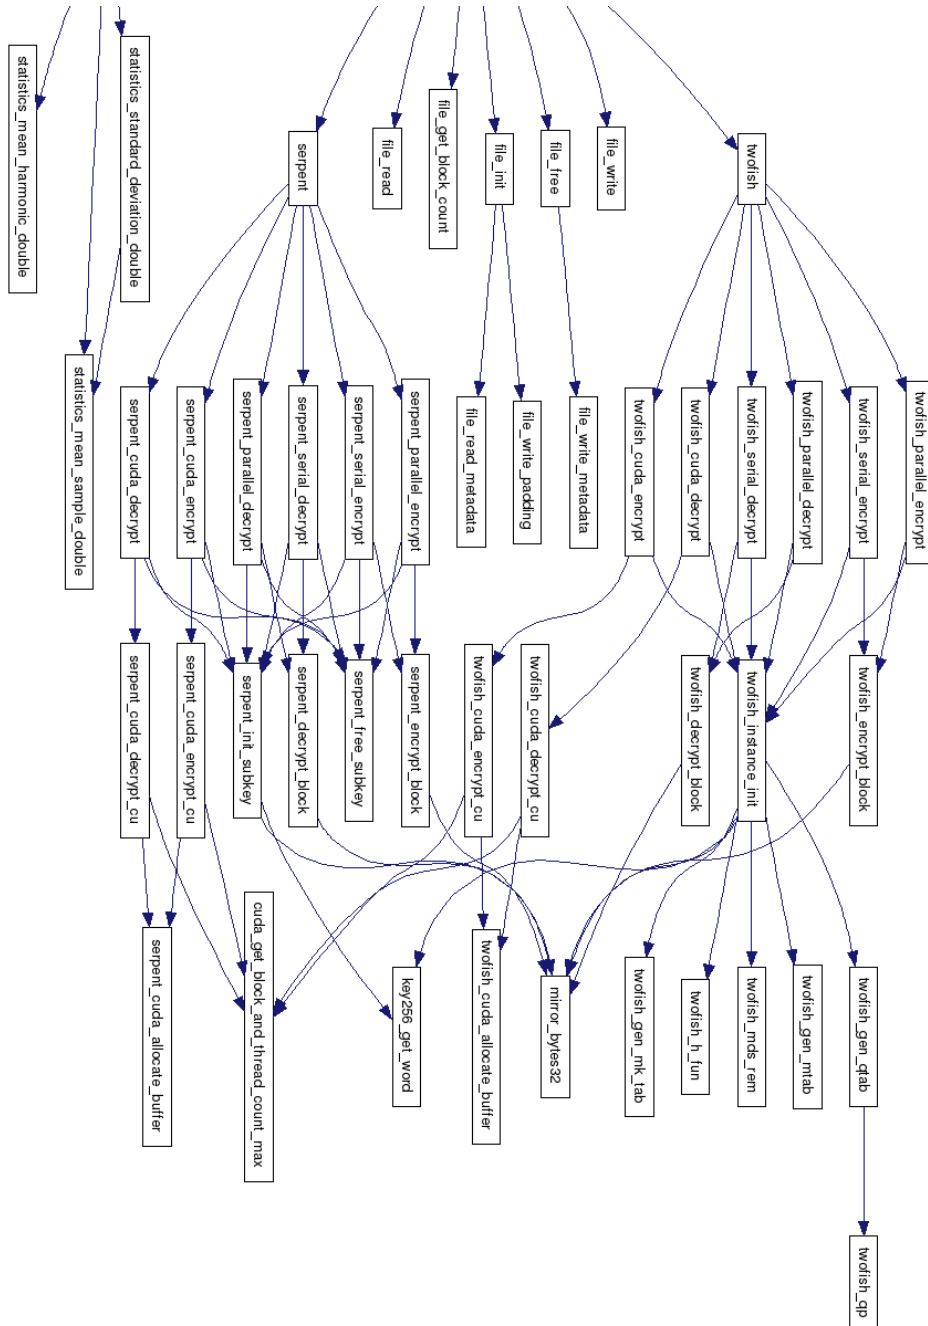 statistics_mean_harmonic_double
statistics_standard_deviation_double
statistics_mean_sample_double
serpent
file_read
file_get_block_count
file_init
file_free
file_write
twofish
serpent_cuda_decrypt
serpent_cuda_encrypt
serpent_parallel_decrypt
serpent_serial_decrypt
serpent_serial_encrypt
serpent_parallel_encrypt
file_read_metadata
file_write_padding
file_write_metadata
twofish_cuda_encrypt
twofish_cuda_decrypt
twofish_serial_decrypt
twofish_parallel_decrypt
twofish_serial_encrypt
twofish_parallel_encrypt
serpent_cuda_decrypt_cu
serpent_cuda_encrypt_cu
serpent_init_subkey
serpent_decrypt_block
serpent_free_subkey
serpent_encrypt_block
twofish_cuda_encrypt_cu
twofish_cuda_decrypt_cu
twofish_decrypt_block
twofish_instance_init
twofish_encrypt_block
serpent_cuda_allocate_buffer
cuda_get_block_and_thread_count_max
key256_get_word
twofish_cuda_allocate_buffer
mirror_bytes32
twofish_gen_mk_tab
twofish_h_fun
twofish_mds_rem
twofish_gen_mtab
twofish_gen_qtab
twofish_qp